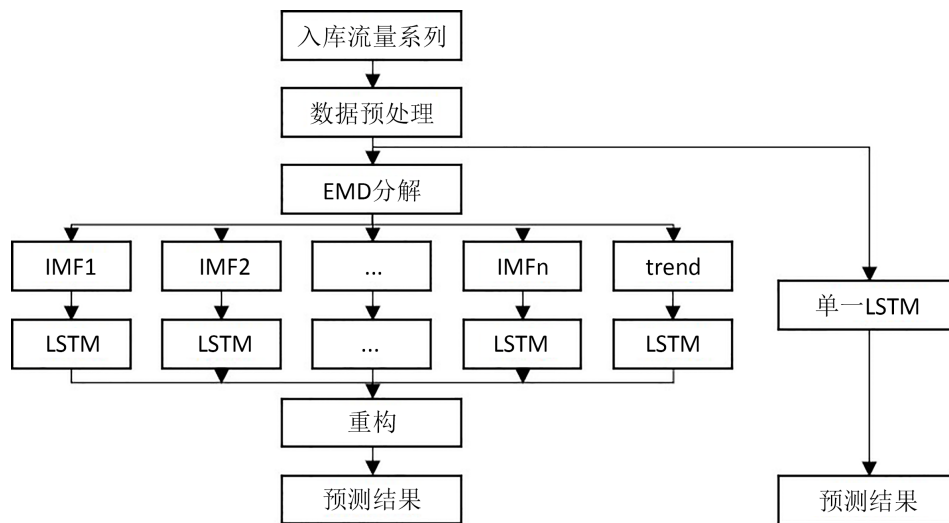 入库流量系列
数据预处理
EMD分解
IMF1
IMF2
...
IMFn
trend
单一LSTM
LSTM
LSTM
...
LSTM
LSTM
重构
预测结果
预测结果